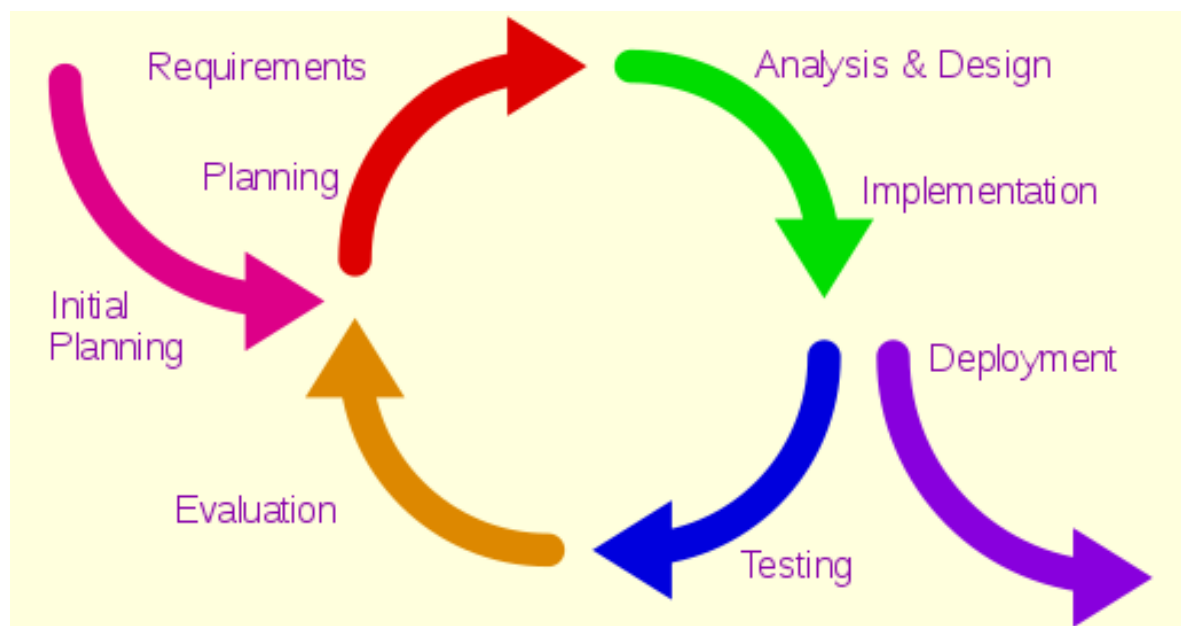 Requirements
Analysis & Design
Planning
Implementation
Initial
Planning
Deployment
Evaluation
Testing